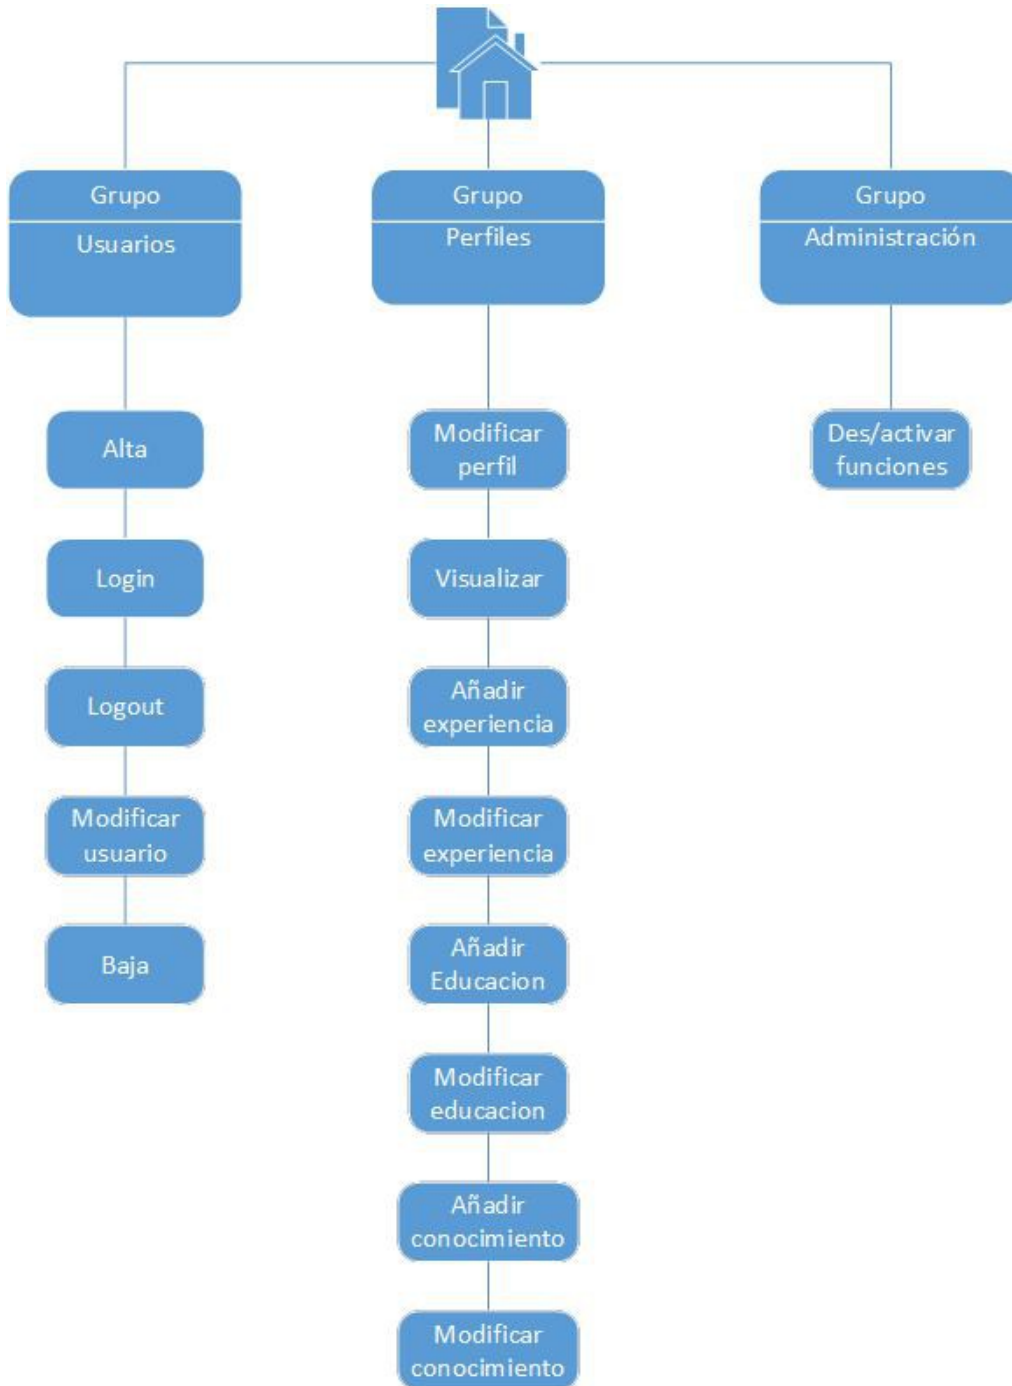 Grupo
Usuarios
Alta
Login
Logout
Modificar
usuario
Baja
Grupo
Perfiles
Modificar
perfil
Visualizar
Añadir
experiencia
Modificar
experiencia
Añadir
Educacion
Modificar
educacion
Añadir
conocimiento
Modificar
conocimiento
Grupo
Administración
Des/activar
funciones